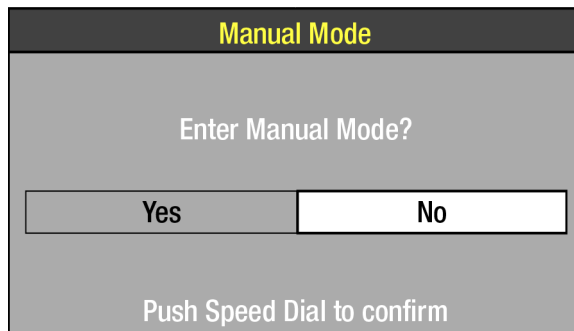 Manual Mode
Enter Manual Mode?
Yes No
Push Speed Dial to confirm